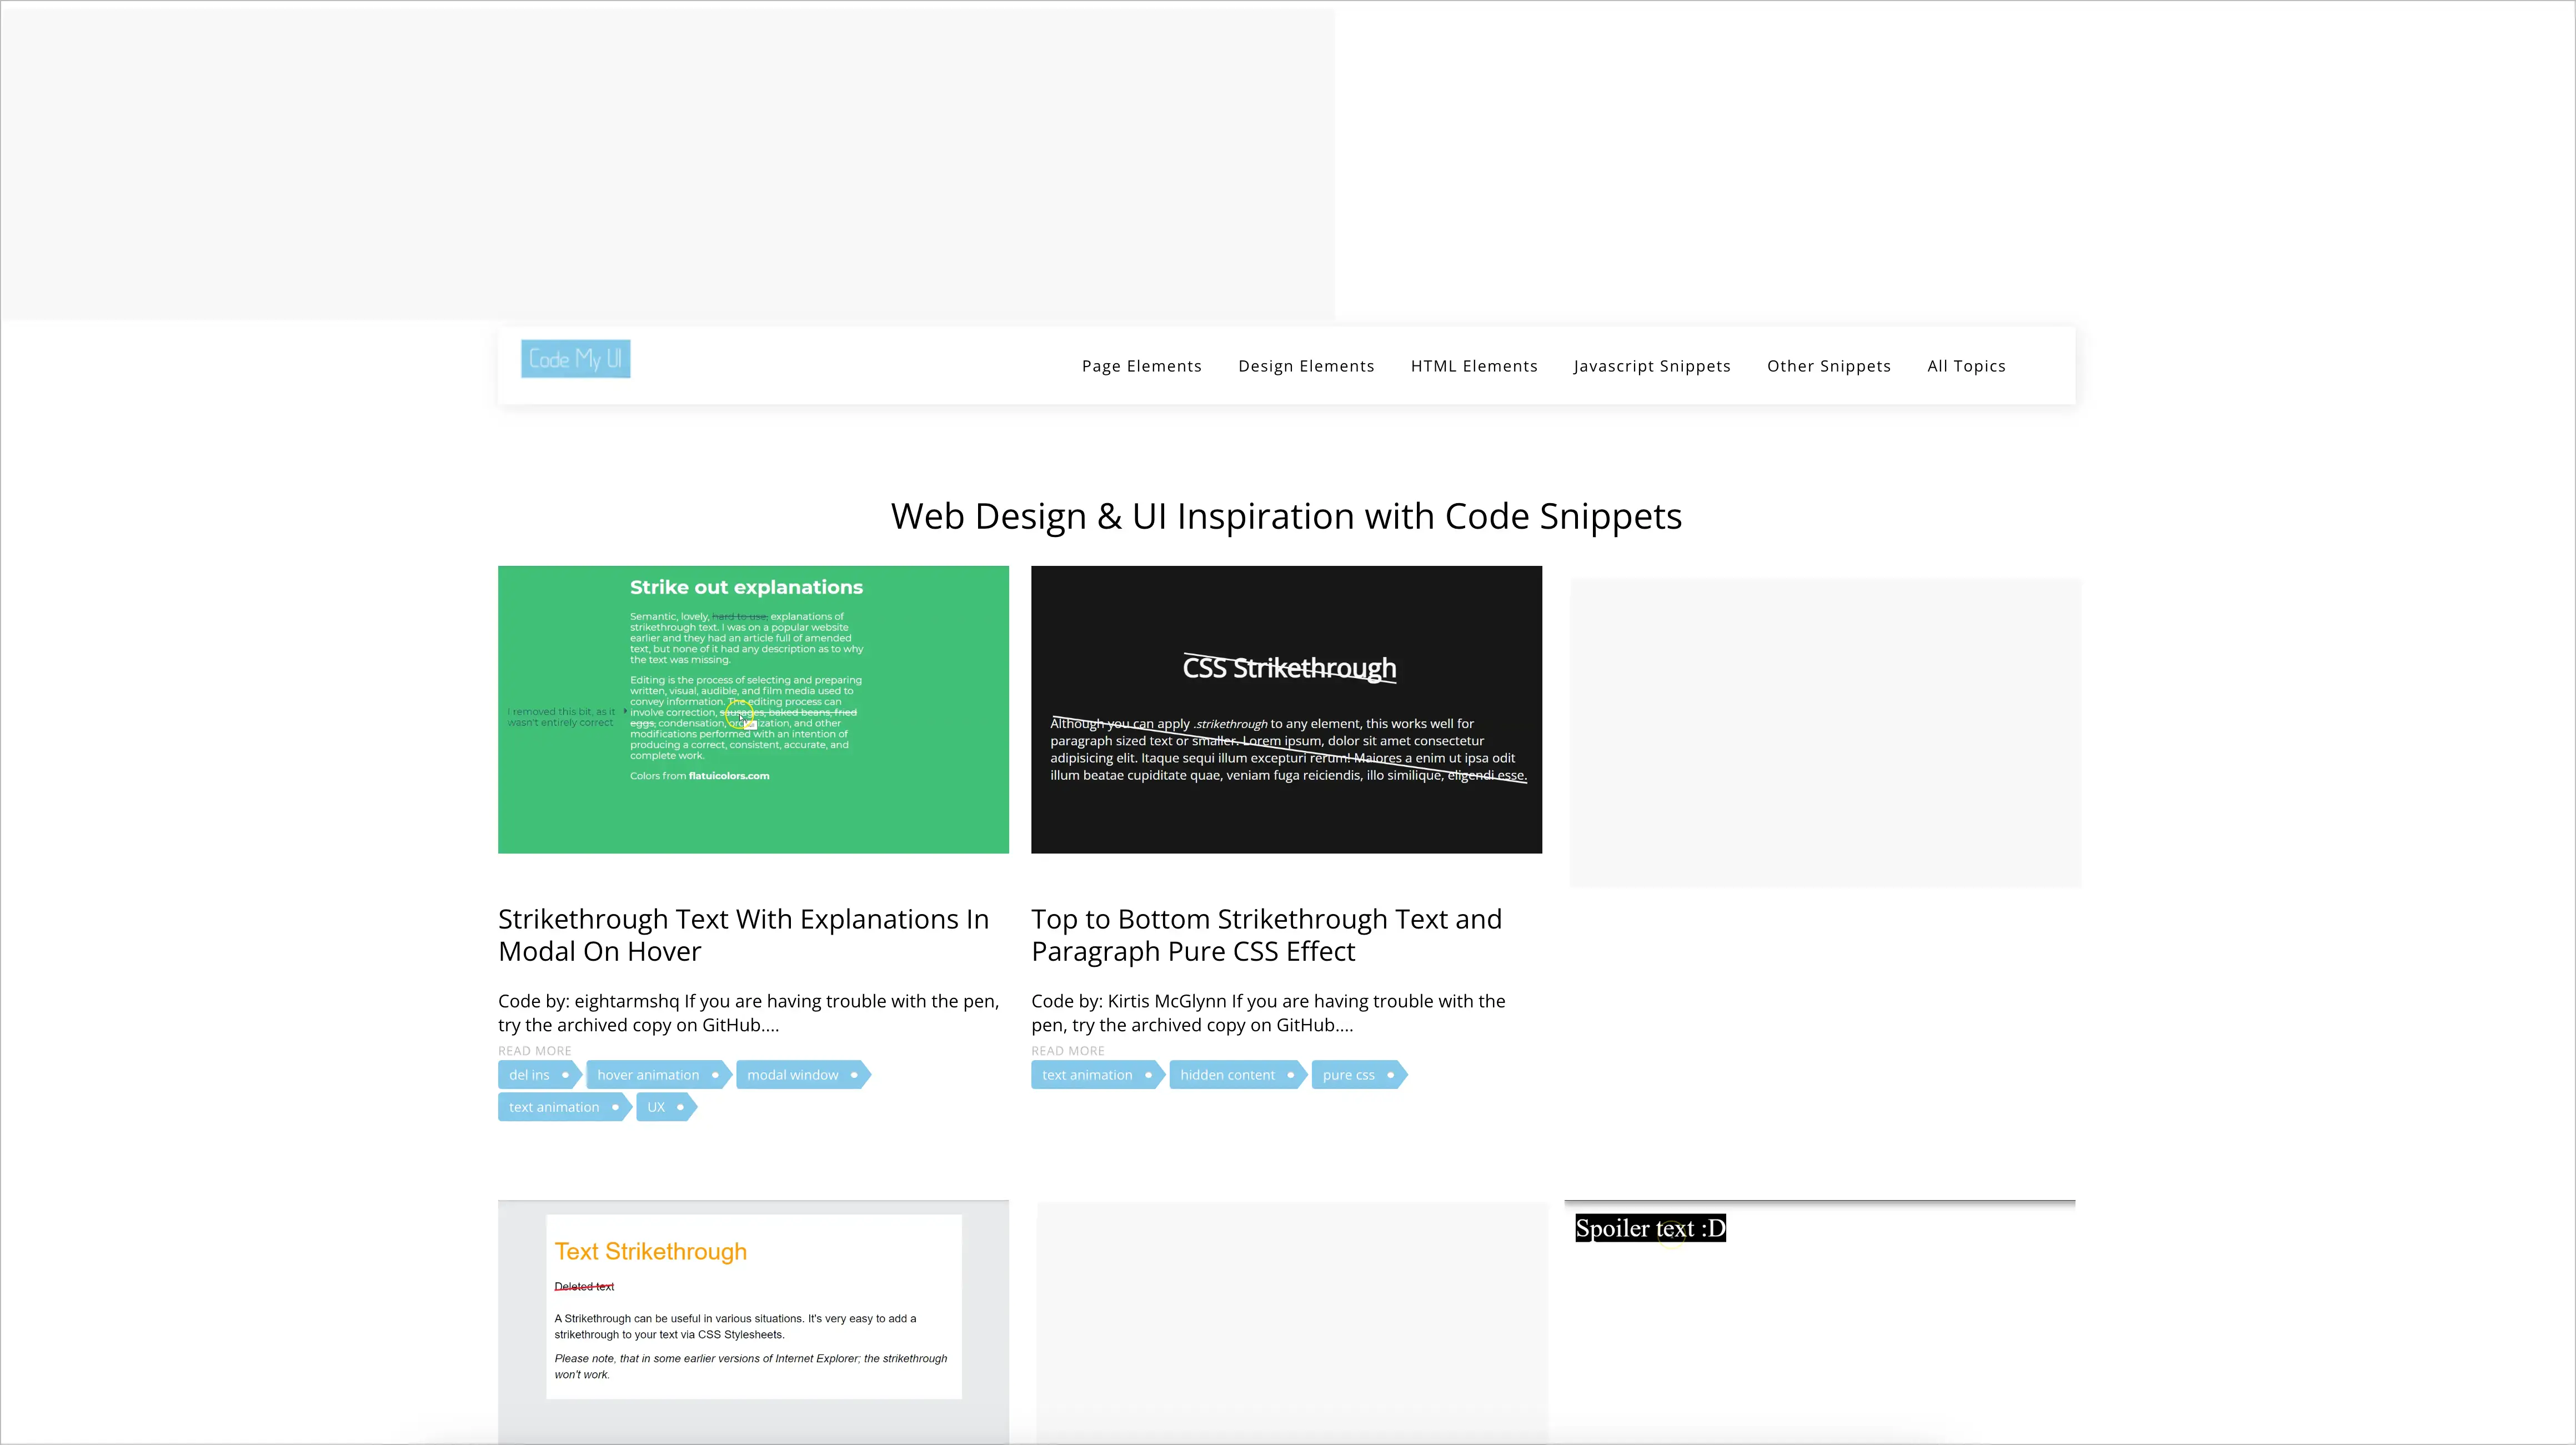 Code My UI
Page Elements Design Elements HTML Elements Javascript Snippets Other Snippets All Topics
Web Design & UI Inspiration with Code Snippets
Strike out explanations
Semantic, lovely, hard to use, explanations of
strikethrough text. I was on a popular website
earlier and they had an article full of amended
text, but none of it had any description as to why
the text was missing.
Editing is the process of selecting and preparing
written, visual, audible, and film media used to
convey information. The editing process can
involve correction, sausages, baked beans, fried
eggs, condensation, organization, and other
modifications performed with an intention of
producing a correct, consistent, accurate, and
complete work.
Colors from flatuicolors.com
I removed this bit, as it
wasn't entirely correct
CSS Strikethrough
Although you can apply .strikethrough to any element, this works well for
paragraph sized text or smaller. Lorem ipsum, dolor sit amet consectetur
adipisicing elit. Itaque sequi illum excepturi rerum! Maiores a enim ut ipsa odit
illum beatae cupiditate quae, veniam fuga reiciendis, illo similique, eligendi esse.
Strikethrough Text With Explanations In
Modal On Hover
Code by: eightarmshq If you are having trouble with the pen,
try the archived copy on GitHub....
READ MORE
del ins hover animation modal window
text animation UX
Top to Bottom Strikethrough Text and
Paragraph Pure CSS Effect
Code by: Kirtis McGlynn If you are having trouble with the
pen, try the archived copy on GitHub....
READ MORE
text animation hidden content pure css
Text Strikethrough
Deleted text
A Strikethrough can be useful in various situations. It's very easy to add a
strikethrough to your text via CSS Stylesheets.
Please note, that in some earlier versions of Internet Explorer; the strikethrough
won't work.
Spoiler text :D